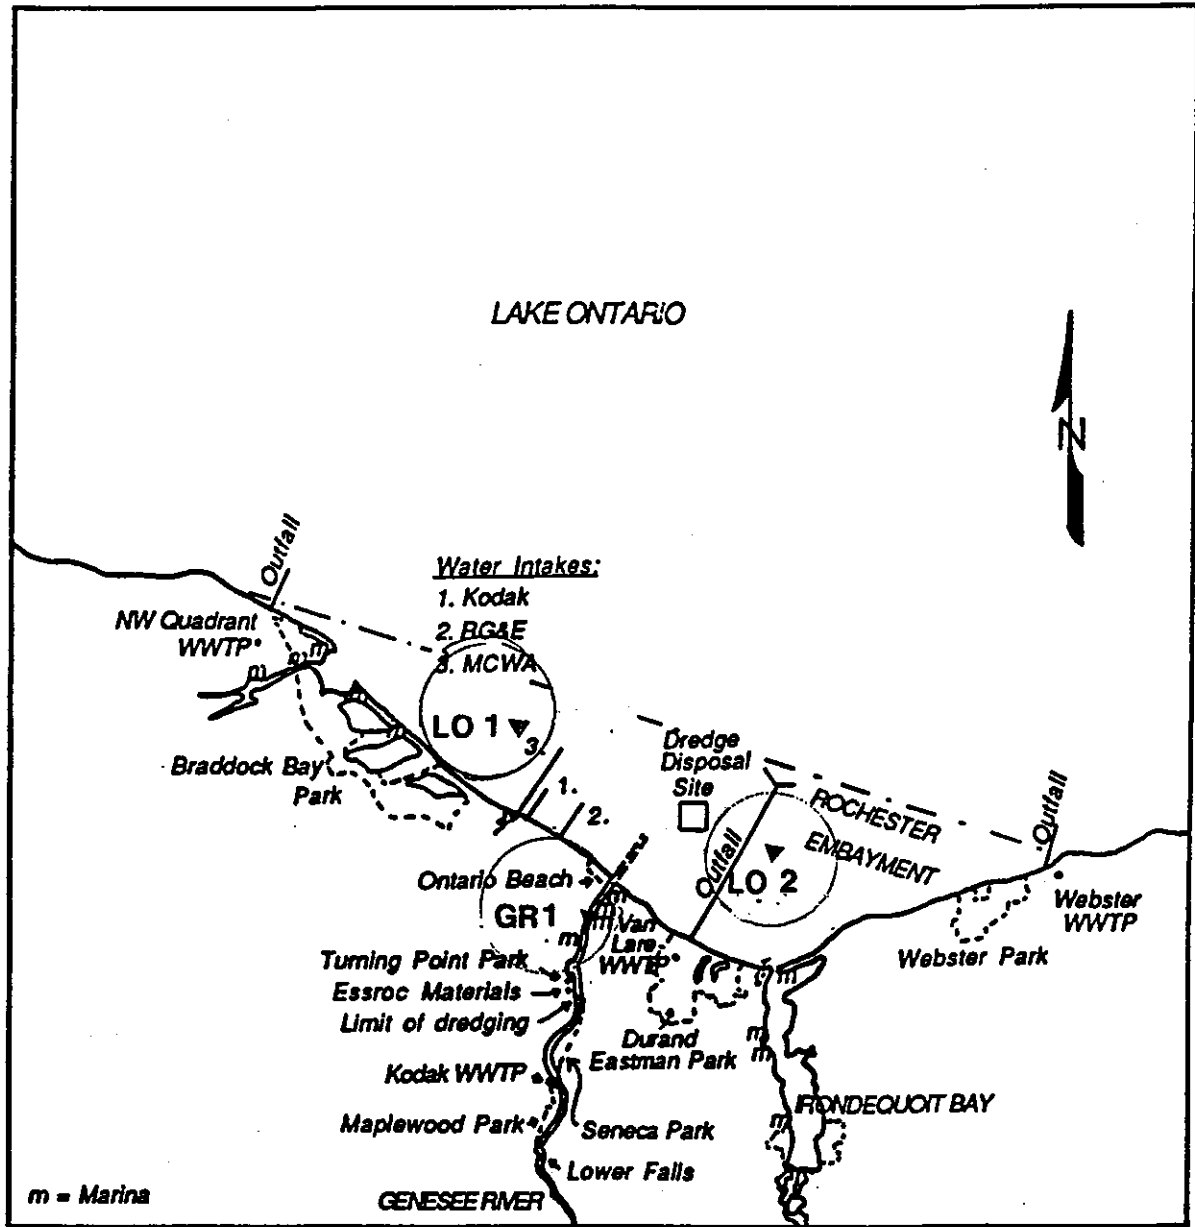 LAKE ONTARIO
N
Outfall
Water Intakes:
1. Kodak
2. RG&E
3. MCWA
NW Quadrant
WWTP
m
m
m
m
m
LO 1
3.
1.
2.
Braddock Bay
Park
Dredge
Disposal
Site
Outfall
ROCHESTER
EMBAYMENT
Outfall
LO 2
Ontario Beach
GR1
m
m
m
m
Van
Lare
WWTP
Webster
WWTP
Webster Park
Turning Point Park
Essroc Materials
Limit of dredging
Durand
Eastman Park
m
m
m
Kodak WWTP
Maplewood Park
Seneca Park
IRONDEQUOIT BAY
m
Lower Falls
m = Marina
GENESEE RIVER